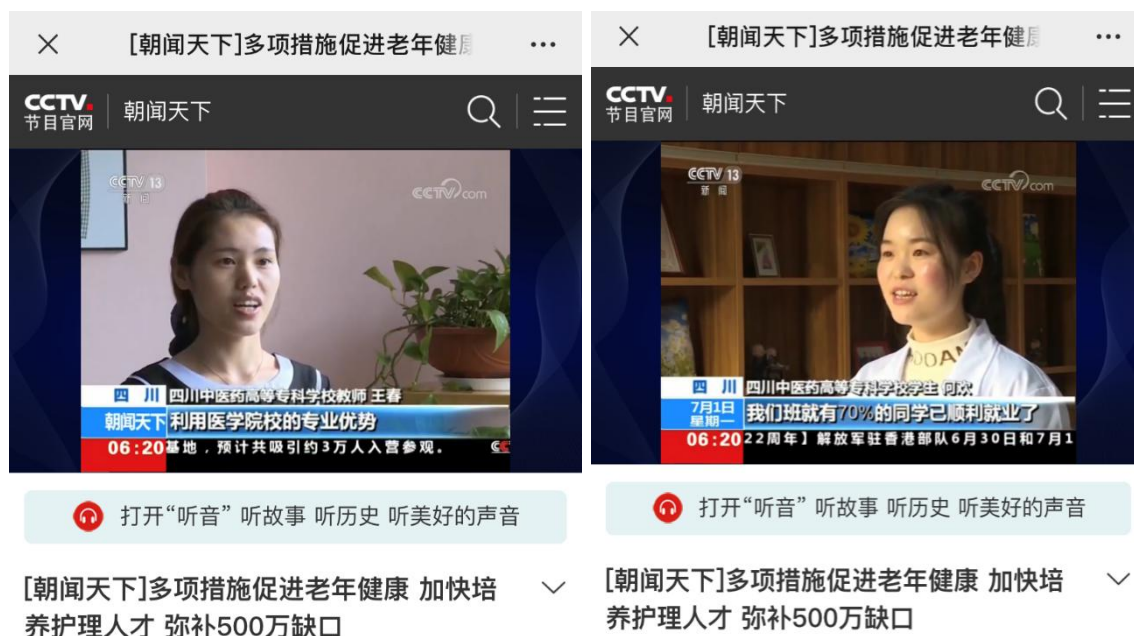 [朝闻天下]多项措施促进老年健康
CCTV.
节目官网
朝闻天下
CCTV 13
新闻
CCTV.com
四川
四川中医药高等专科学校教师 王春
朝闻天下
利用医学院校的专业优势
06:20
基地，预计共吸引约3万人入营参观。
打开“听音” 听故事 听历史 听美好的声音
[朝闻天下]多项措施促进老年健康 加快培
养护理人才 弥补500万缺口
[朝闻天下]多项措施促进老年健康
CCTV.
节目官网
朝闻天下
CCTV 13
新闻
CCTV.com
四川
四川中医药高等专科学校学生 何欢
7月1日
星期一
我们班就有70%的同学已顺利就业了
06:20
22周年】解放军驻香港部队6月30日和7月1
打开“听音” 听故事 听历史 听美好的声音
[朝闻天下]多项措施促进老年健康 加快培
养护理人才 弥补500万缺口